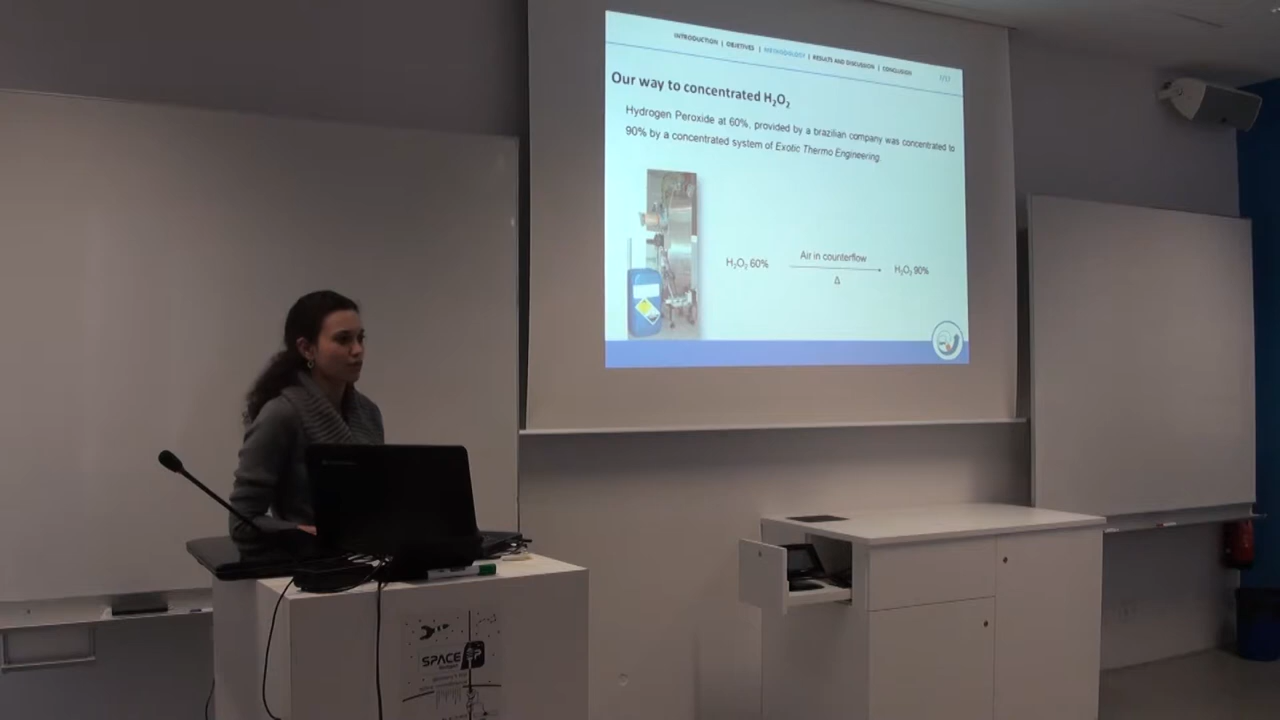 INTRODUCTION | OBJETIVES | METHODOLOGY | RESULTS AND DISCUSSION | CONCLUSION
Our way to concentrated H₂O₂
Hydrogen Peroxide at 60%, provided by a brazilian company was concentrated to
90% by a concentrated system of Exotic Thermo Engineering
H₂O₂ 60%
Air in counterflow
Δ
H₂O₂ 90%
SPACE UP